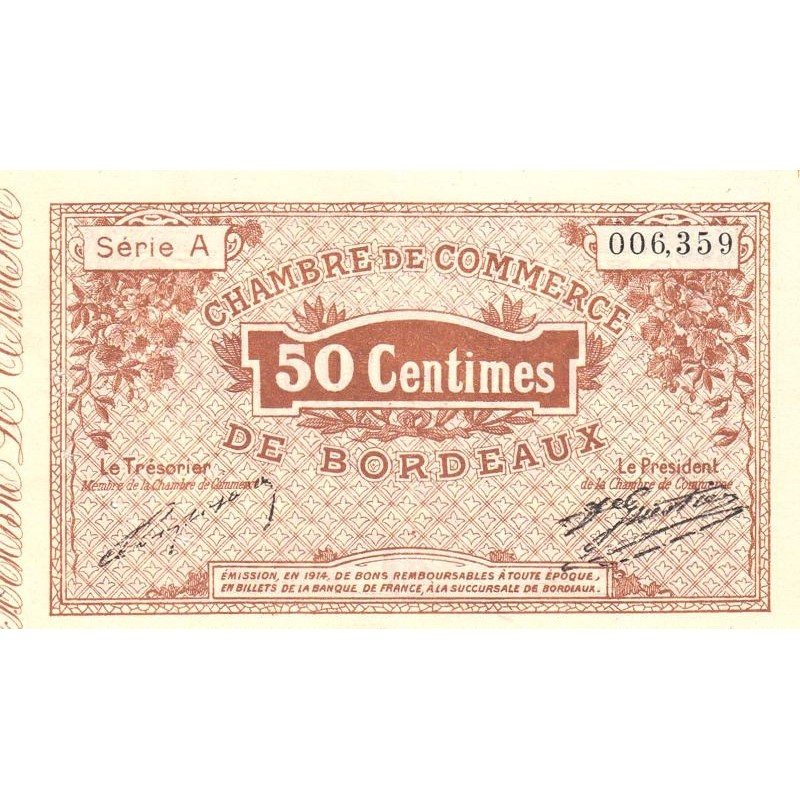 Série A
006,359
CHAMBRE DE COMMERCE
50 Centimes
DE BORDEAUX
Le Trésorier
Membre de la Chambre de Commerce
Le Président
de la Chambre de Commerce
ÉMISSION, EN 1914, DE BONS REMBOURSABLES À TOUTE ÉPOQUE,
EN BILLETS DE LA BANQUE DE FRANCE, À LA SUCCURSALE DE BORDEAUX.